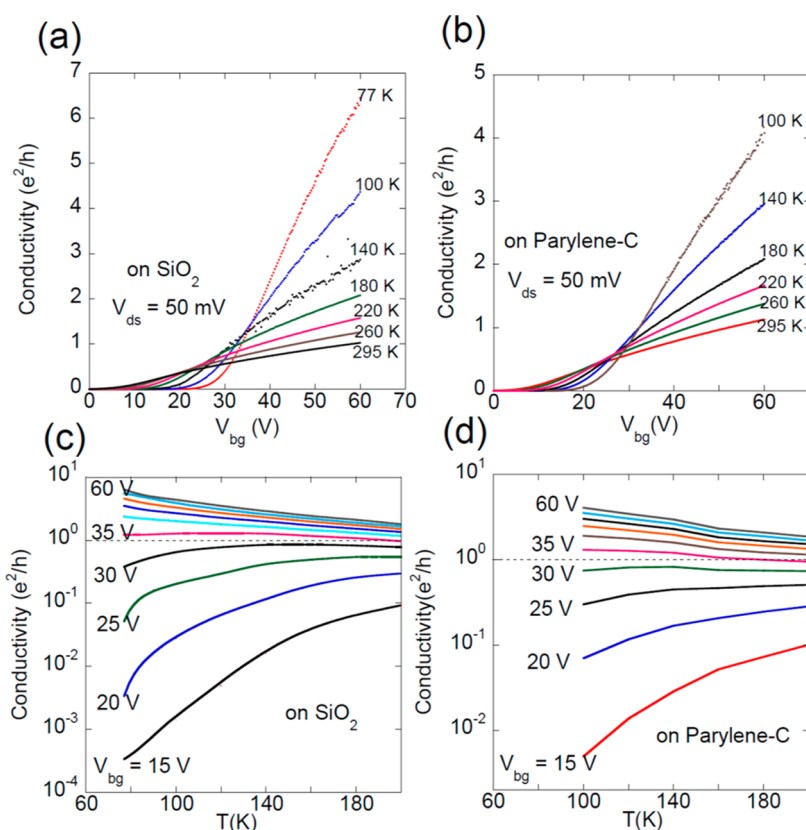 (a)
Conductivity (e²/h)
7
6
5
4
3
2
1
0
77 K
100 K
140 K
180 K
220 K
260 K
295 K
on SiO₂
V_ds = 50 mV
0 10 20 30 40 50 60 70
V_bg (V)
(b)
Conductivity (e²/h)
5
4
3
2
1
0
100 K
140 K
180 K
220 K
260 K
295 K
on Parylene-C
V_ds = 50 mV
0 20 40 60
V_bg(V)
(c)
Conductivity (e²/h)
10¹
10⁰
10⁻¹
10⁻²
10⁻³
10⁻⁴
60 V
35 V
30 V
25 V
20 V
V_bg = 15 V
on SiO₂
60 100 140 180
T(K)
(d)
Conductivity(e²/h)
10¹
10⁰
10⁻¹
10⁻²
60 V
35 V
30 V
25 V
20 V
V_bg = 15 V
on Parylene-C
60 100 140 180
T(K)